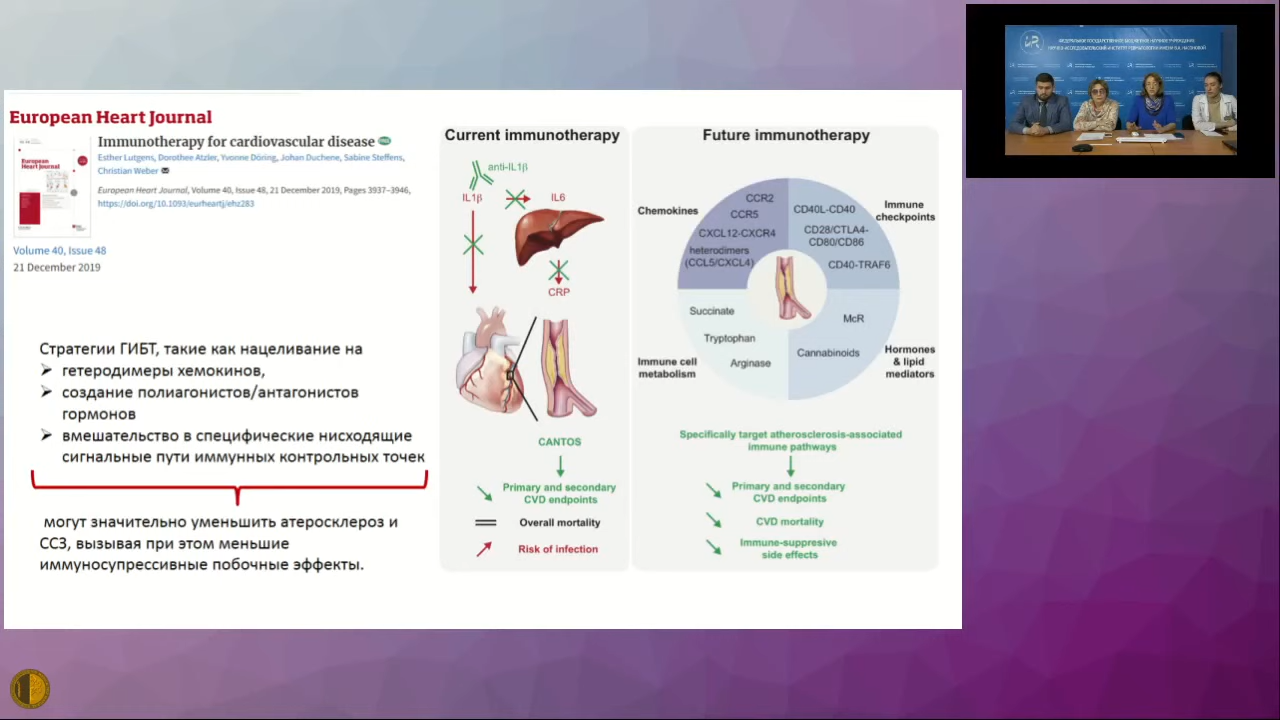 European Heart Journal
Immunotherapy for cardiovascular disease
Esther Lutgens, Dorothee Atzler, Yvonne Döring, Johan Duchene, Sabine Steffens,
Christian Weber
European Heart Journal, Volume 40, Issue 48, 21 December 2019, Pages 3937–3946,
https://doi.org/10.1093/eurheartj/ehz283
European
Heart Journal
Volume 40, Issue 48
21 December 2019
Стратегии ГИБТ, такие как нацеливание на
гетеродимеры хемокинов,
создание полиагонистов/антагонистов
гормонов
вмешательство в специфические нисходящие
сигнальные пути иммунных контрольных точек
могут значительно уменьшить атеросклероз и
ССЗ, вызывая при этом меньшие
иммуносупрессивные побочные эффекты.
Current immunotherapy
anti-IL1β
IL1β
IL6
CRP
CANTOS
Primary and secondary
CVD endpoints
Overall mortality
Risk of infection
Future immunotherapy
Chemokines
CCR2
CCR5
CXCL12-CXCR4
heterodimers
(CCL5/CXCL4)
Immune
checkpoints
CD40L-CD40
CD28/CTLA4-
CD80/CD86
CD40-TRAF6
Immune cell
metabolism
Succinate
Tryptophan
Arginase
McR
Cannabinoids
Hormones
& lipid
mediators
Specifically target atherosclerosis-associated
immune pathways
Primary and secondary
CVD endpoints
CVD mortality
Immune-suppresive
side effects